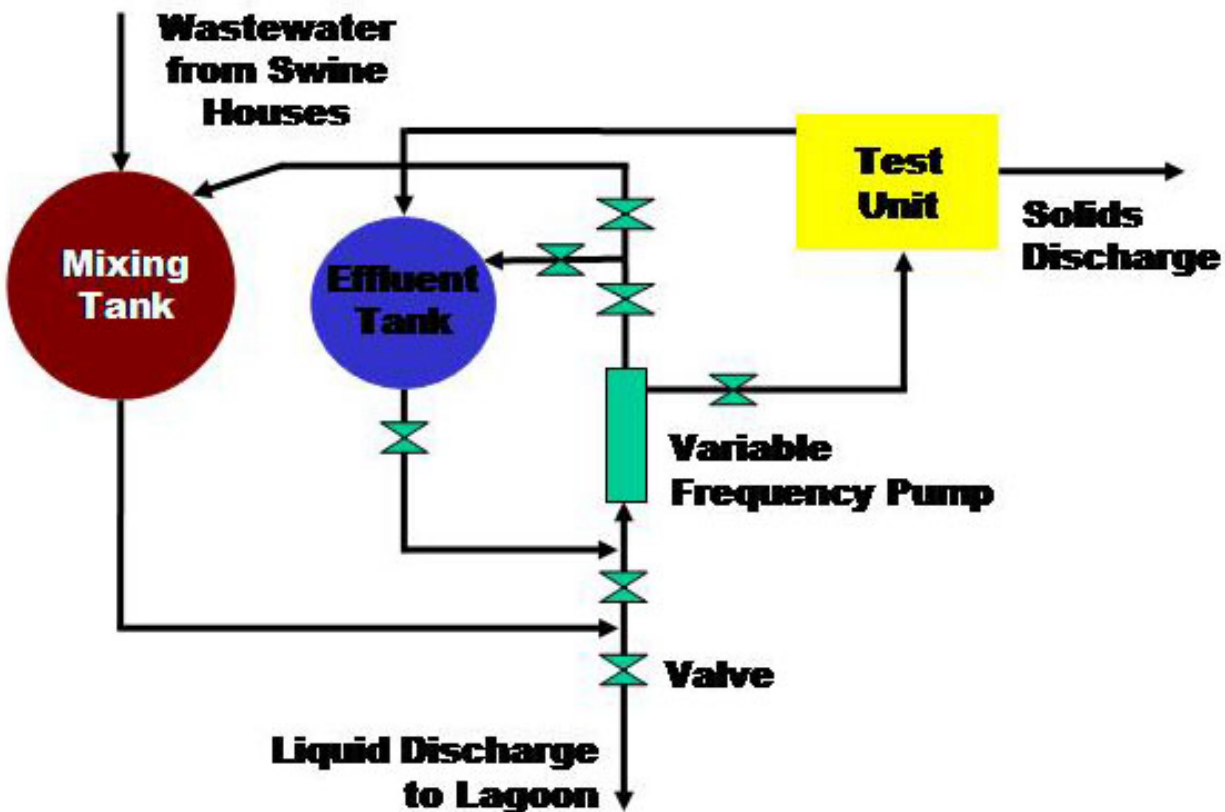 Wastewater
from Swine
Houses
Test
Unit
Solids
Discharge
Mixing
Tank
Effluent
Tank
Variable
Frequency Pump
Valve
Liquid Discharge
to Lagoon